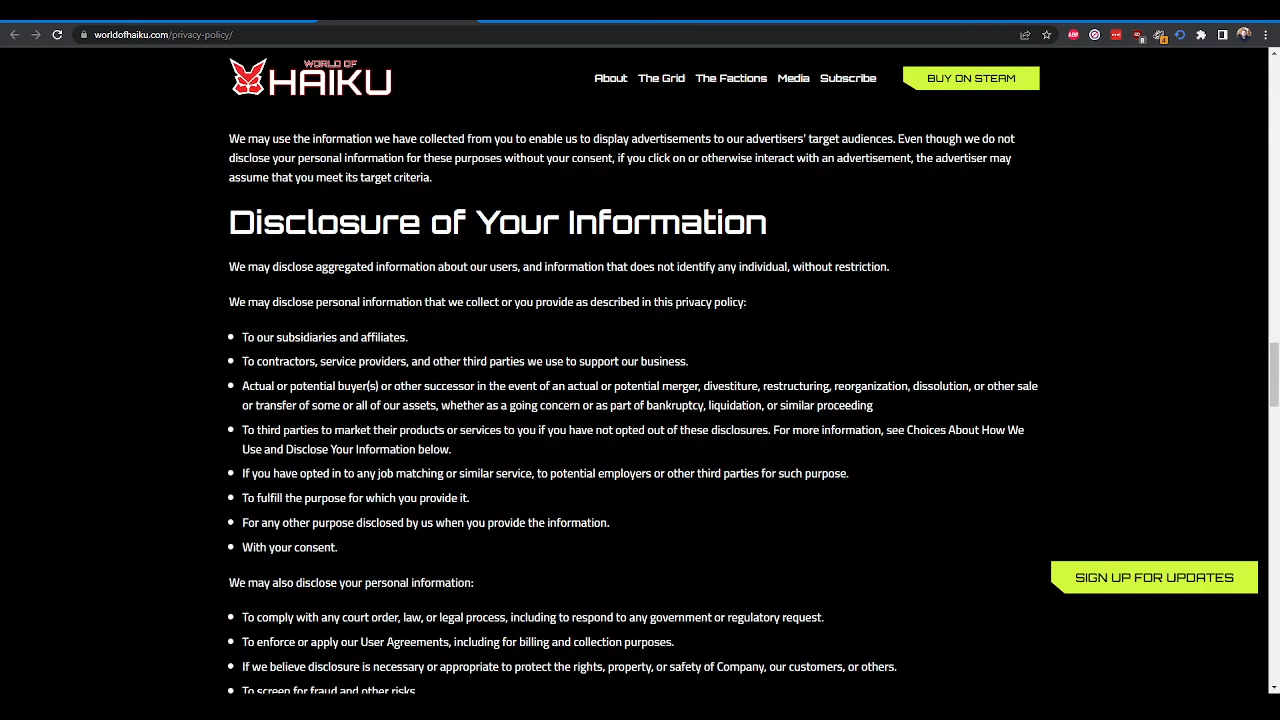 worldofhaiku.com/privacy-policy/
WORLD OF
HAIKU
About The Grid The Factions Media Subscribe
BUY ON STEAM
We may use the information we have collected from you to enable us to display advertisements to our advertisers' target audiences. Even though we do not
disclose your personal information for these purposes without your consent, if you click on or otherwise interact with an advertisement, the advertiser may
assume that you meet its target criteria.
Disclosure of Your Information
We may disclose aggregated information about our users, and information that does not identify any individual, without restriction.
We may disclose personal information that we collect or you provide as described in this privacy policy:
To our subsidiaries and affiliates.
To contractors, service providers, and other third parties we use to support our business.
Actual or potential buyer(s) or other successor in the event of an actual or potential merger, divestiture, restructuring, reorganization, dissolution, or other sale
or transfer of some or all of our assets, whether as a going concern or as part of bankruptcy, liquidation, or similar proceeding
To third parties to market their products or services to you if you have not opted out of these disclosures. For more information, see Choices About How We
Use and Disclose Your Information below.
If you have opted in to any job matching or similar service, to potential employers or other third parties for such purpose.
To fulfill the purpose for which you provide it.
For any other purpose disclosed by us when you provide the information.
With your consent.
SIGN UP FOR UPDATES
We may also disclose your personal information:
To comply with any court order, law, or legal process, including to respond to any government or regulatory request.
To enforce or apply our User Agreements, including for billing and collection purposes.
If we believe disclosure is necessary or appropriate to protect the rights, property, or safety of Company, our customers, or others.
To screen for fraud and other risks